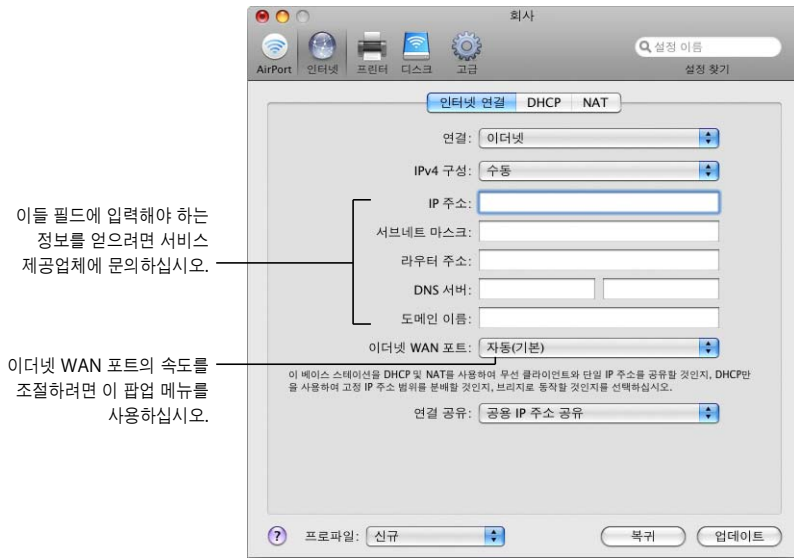 회사
AirPort 인터넷 프린터 디스크 고급
설정 이름
설정 찾기
인터넷 연결 DHCP NAT
연결: 이더넷
IPv4 구성: 수동
IP 주소:
서브네트 마스크:
라우터 주소:
DNS 서버:
도메인 이름:
이들 필드에 입력해야 하는
정보를 얻으려면 서비스
제공업체에 문의하십시오.
이더넷 WAN 포트: 자동(기본)
이더넷 WAN 포트의 속도를
조절하려면 이 팝업 메뉴를
사용하십시오.
이 베이스 스테이션을 DHCP 및 NAT를 사용하여 무선 클라이언트와 단일 IP 주소를 공유할 것인지, DHCP만
을 사용하여 고정 IP 주소 범위를 분배할 것인지, 브리지로 동작할 것인지를 선택하십시오.
연결 공유: 공용 IP 주소 공유
? 프로파일: 신규 복귀 업데이트